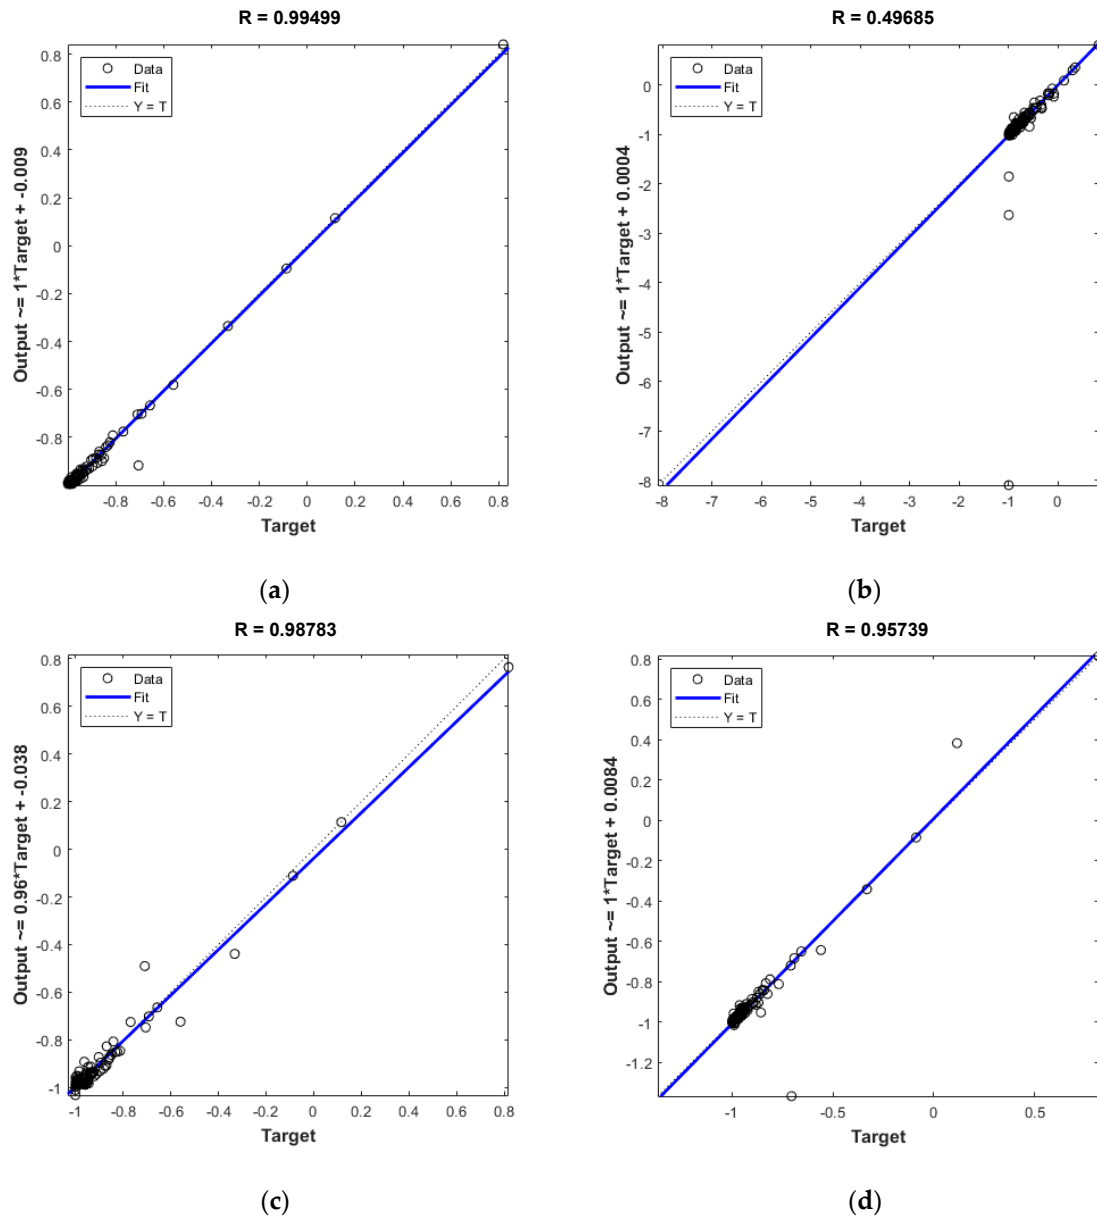 R = 0.99499
Data
Fit
Y = T
0.8
0.6
0.4
0.2
0
-0.2
-0.4
-0.6
-0.8
Output ~= 1*Target + -0.009
-0.8 -0.6 -0.4 -0.2 0 0.2 0.4 0.6 0.8
Target
(a)
R = 0.49685
Data
Fit
Y = T
0
-1
-2
-3
-4
-5
-6
-7
-8
Output ~= 1*Target + 0.0004
-8 -7 -6 -5 -4 -3 -2 -1 0
Target
(b)
R = 0.98783
Data
Fit
Y = T
0.8
0.6
0.4
0.2
0
-0.2
-0.4
-0.6
-0.8
-1
Output ~= 0.96*Target + -0.038
-1 -0.8 -0.6 -0.4 -0.2 0 0.2 0.4 0.6 0.8
Target
(c)
R = 0.95739
Data
Fit
Y = T
0.8
0.6
0.4
0.2
0
-0.2
-0.4
-0.6
-0.8
-1
-1.2
Output ~= 1*Target + 0.0084
-1 -0.5 0 0.5
Target
(d)